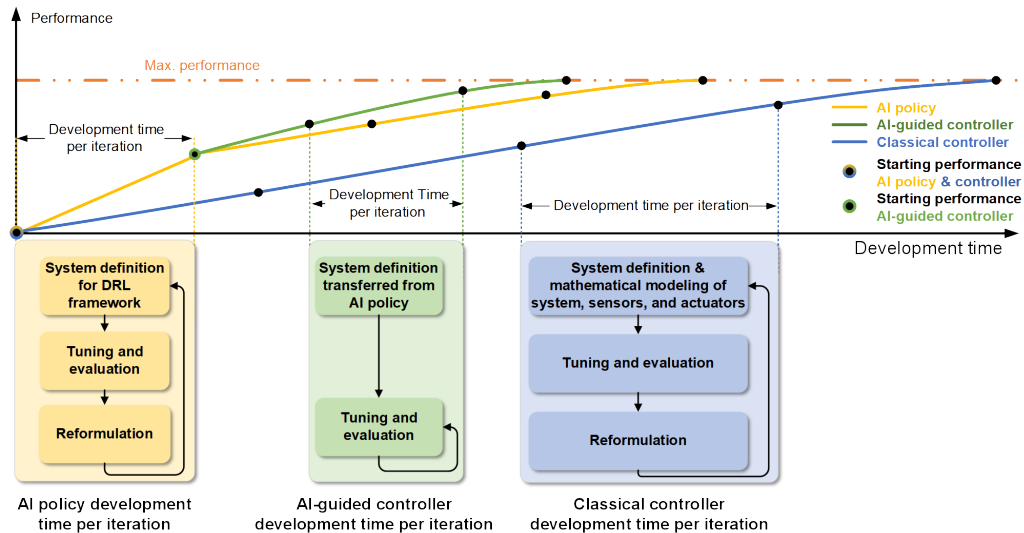 Performance
Max. performance
Development time
per iteration
AI policy
AI-guided controller
Classical controller
Starting performance
AI policy & controller
Starting performance
AI-guided controller
Development Time
per iteration
Development time per iteration
Development time
System definition
for DRL
framework
Tuning and
evaluation
Reformulation
System definition
transferred from
AI policy
Tuning and
evaluation
System definition &
mathematical modeling of
system, sensors, and actuators
Tuning and evaluation
Reformulation
AI policy development
time per iteration
AI-guided controller
development time per iteration
Classical controller
development time per iteration